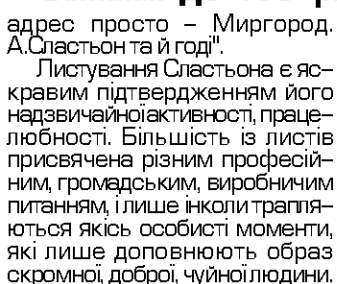 адрес просто – Миргород.
А.Сластьон та й годі".
Листування Сластьона є яс–
кравим підтвердженням його
надзвичайної активності, праце–
любності. Більшість із листів
присвячена різним професій–
ним, громадським, виробничим
питанням, і лише інколи трапля–
ються якісь особисті моменти,
які лише доповнюють образ
скромної, доброї, чуйної людини.